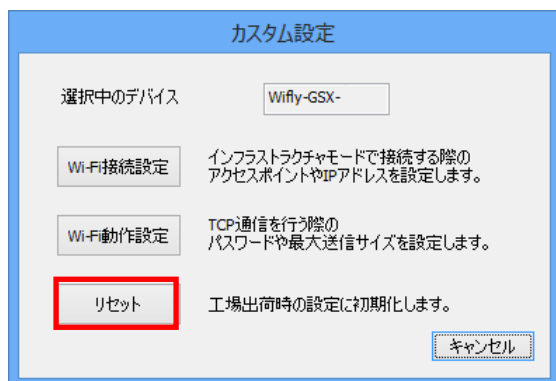 カスタム設定
選択中のデバイス
Wifly-GSX-
Wi-Fi接続設定
インフラストラクチャモードで接続する際の
アクセスポイントやIPアドレスを設定します。
Wi-Fi動作設定
TCP通信を行う際の
パスワードや最大送信サイズを設定します。
リセット
工場出荷時の設定に初期化します。
キャンセル